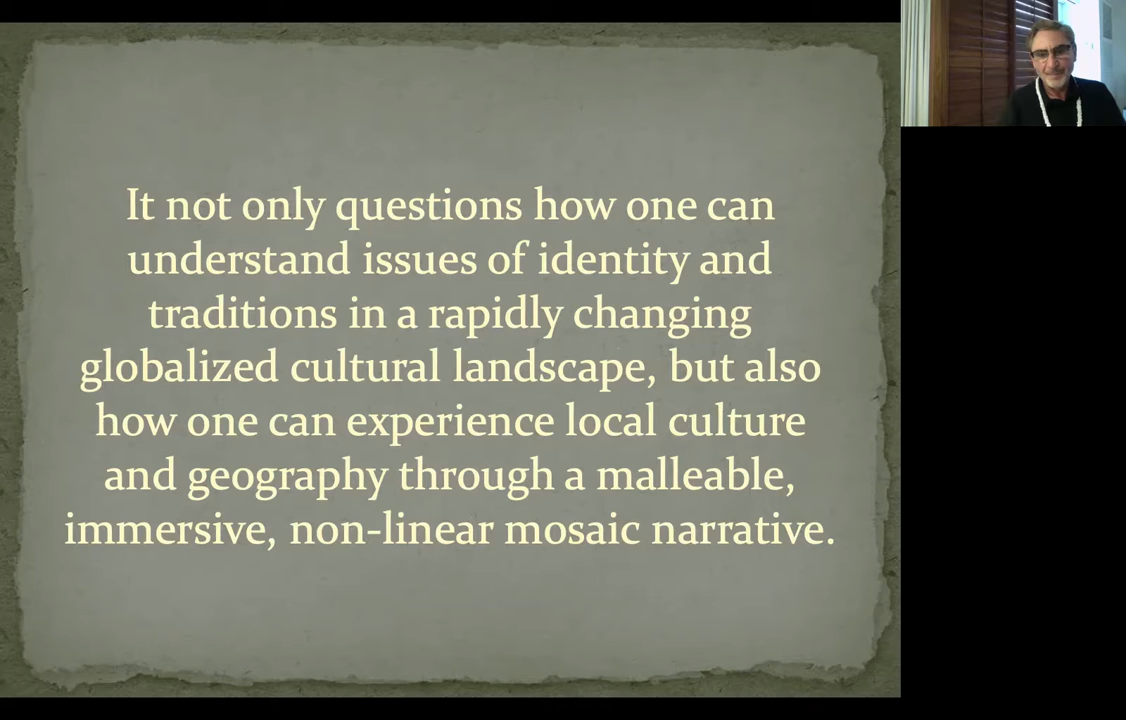 It not only questions how one can
understand issues of identity and
traditions in a rapidly changing
globalized cultural landscape, but also
how one can experience local culture
and geography through a malleable,
immersive, non-linear mosaic narrative.